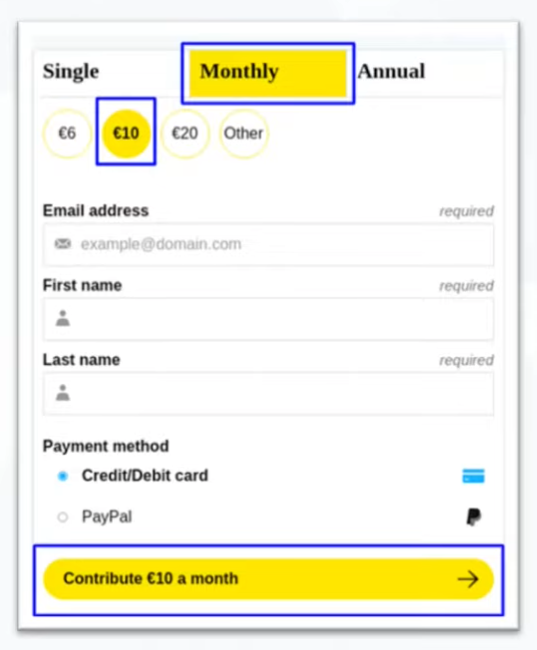 Single Monthly Annual
€6 €10 €20 Other
Email address required
example@domain.com
First name required
Last name required
Payment method
Credit/Debit card
PayPal
Contribute €10 a month